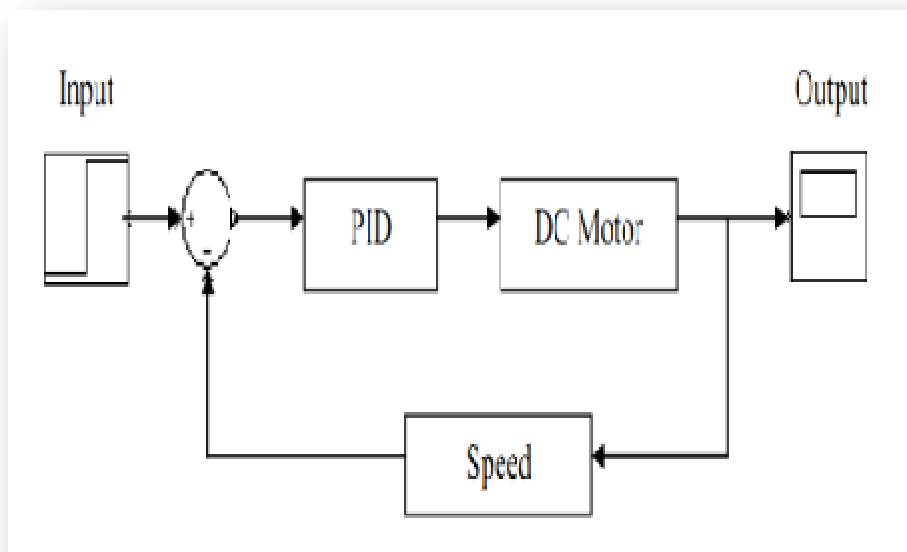 Input
Output
+
PID
DC Motor
-
Speed